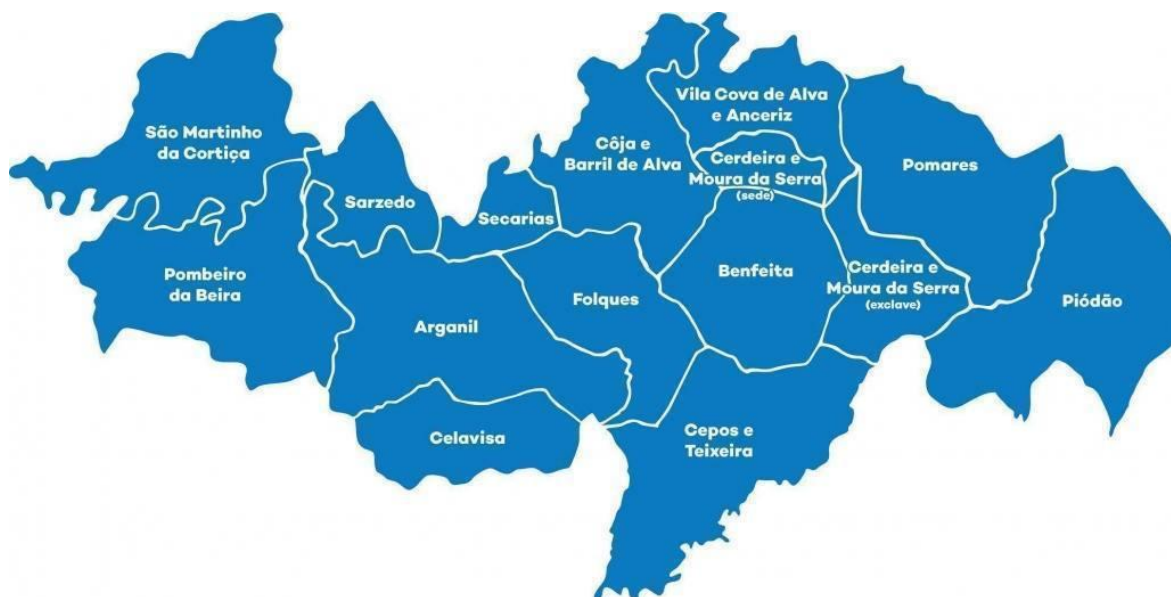 São Martinho
da Cortiça
Pombeiro
da Beira
Sarzedo
Secarias
Arganil
Celavisa
Côja e
Barril de Alva
Folques
Vila Cova de Alva
e Anceriz
Cerdeira e
Moura da Serra
(sede)
Benfeita
Cepos e
Teixeira
Pomares
Cerdeira e
Moura da Serra
(exclave)
Piódão